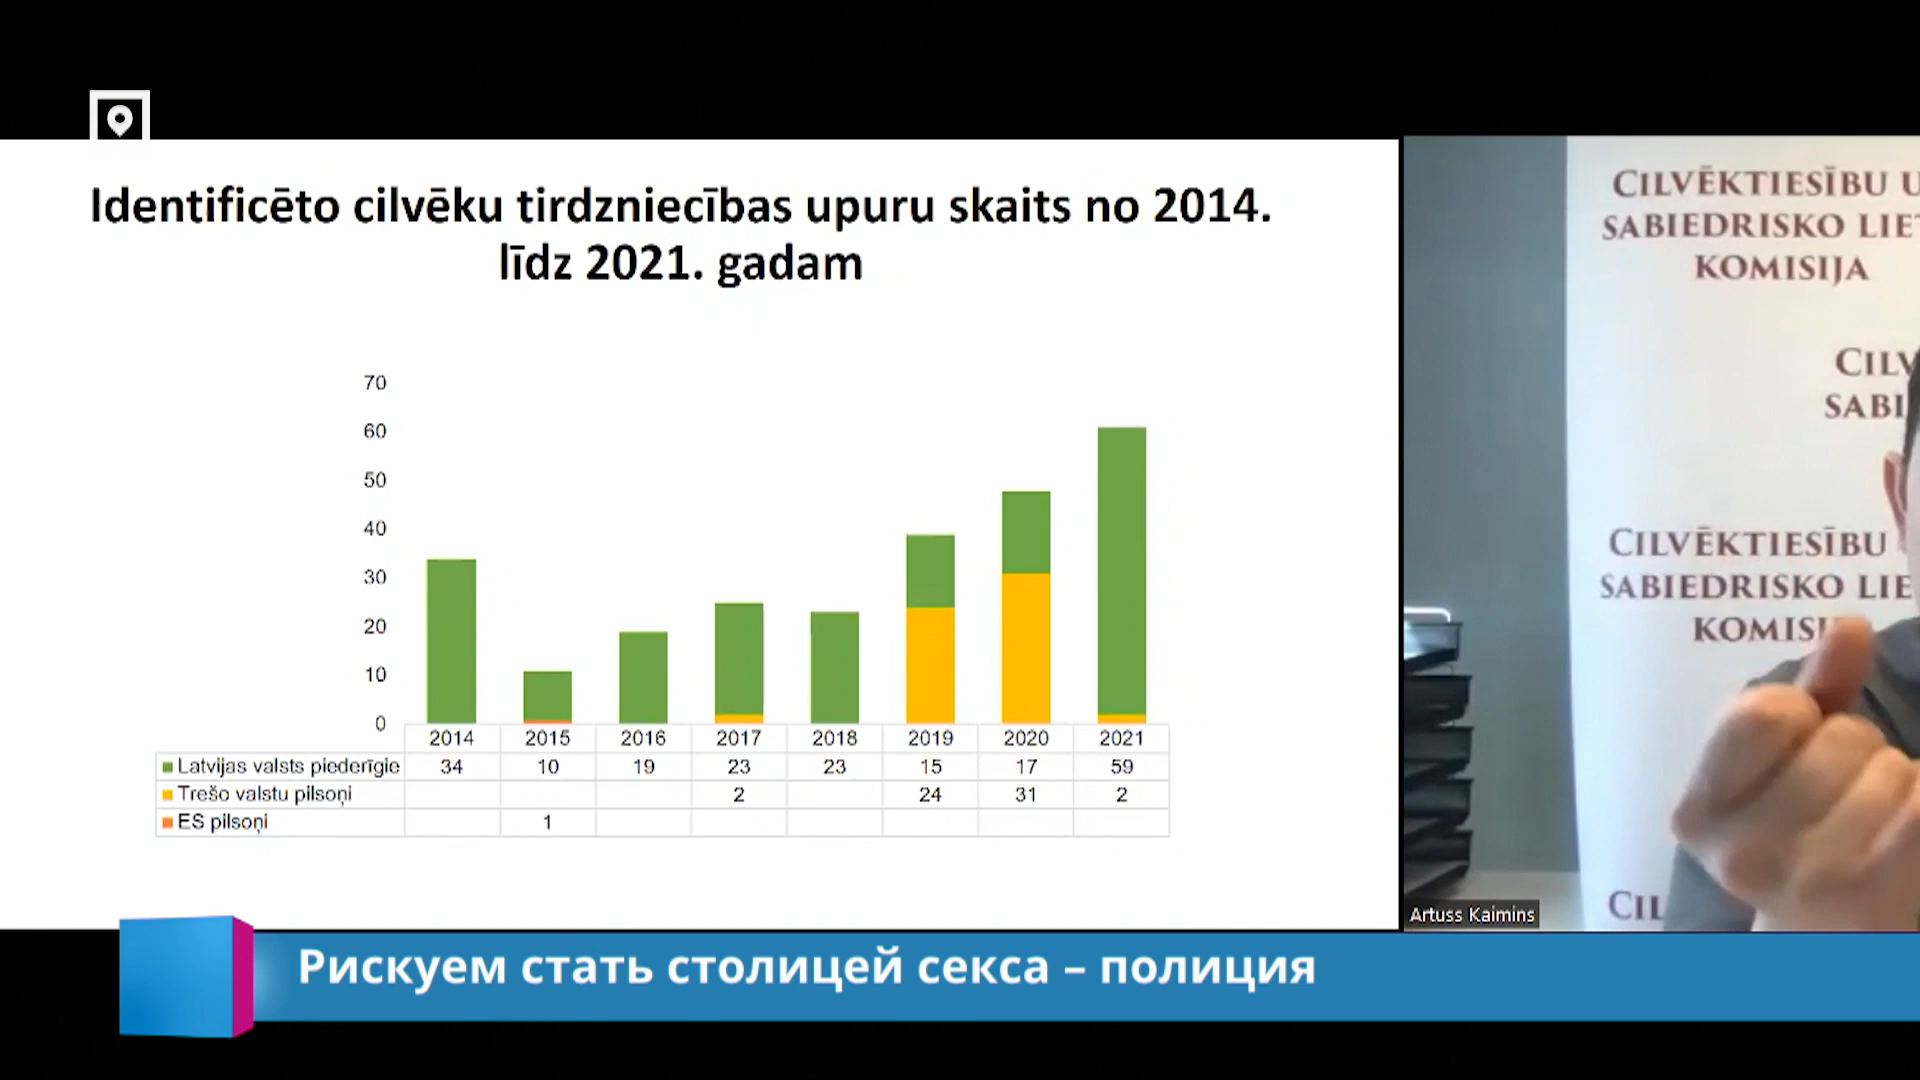 Identificēto cilvēku tirdzniecības upuru skaits no 2014.
līdz 2021. gadam
70
60
50
40
30
20
10
0
2014 2015 2016 2017 2018 2019 2020 2021
Latvijas valsts piederīgie 34 10 19 23 23 15 17 59
Trešo valstu pilsoņi 2 24 31 2
ES pilsoņi 1
CILVĒKTIESĪBU U
SABIEDRISKO LIE
KOMISIJA
CILV
SABI
CILVĒKTIESĪBU
SABIEDRISKO LIE
KOMISI
CIL
Artuss Kaimins
Рискуем стать столицей секса – полиция